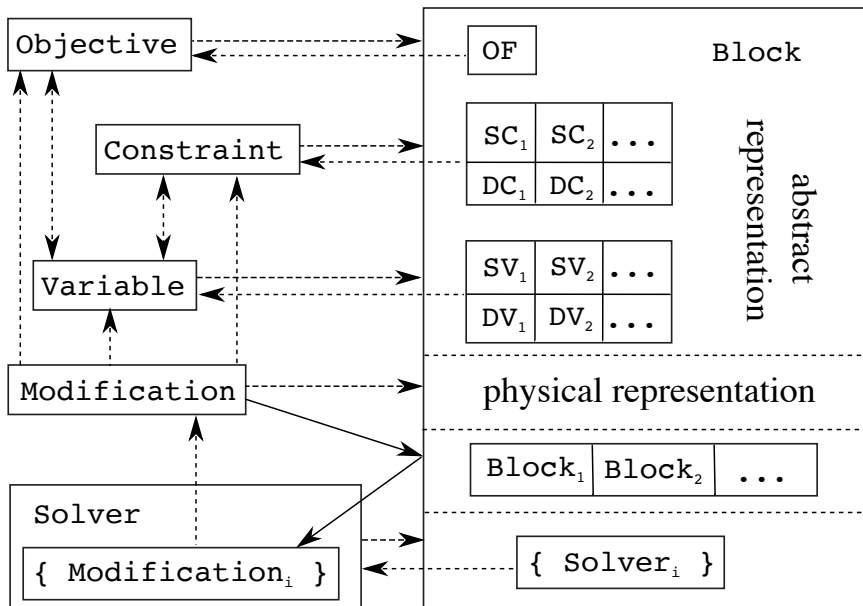 Objective
OF
Block
Constraint
SC₁ SC₂ ...
DC₁ DC₂ ...
abstract
representation
Variable
SV₁ SV₂ ...
DV₁ DV₂ ...
Modification
physical representation
Block₁ Block₂ ...
Solver
{ Modificationᵢ }
{ Solverᵢ }